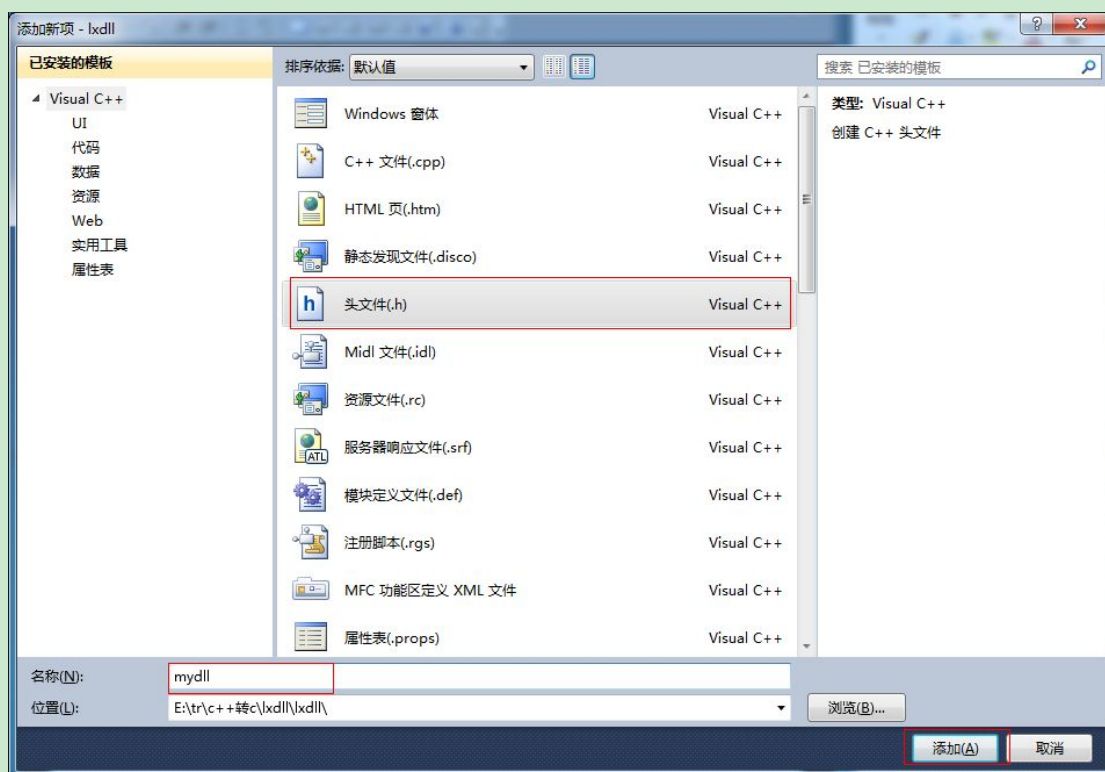 添加新项 - lxdll
已安装的模板
Visual C++
UI
代码
数据
资源
Web
实用工具
属性表
排序依据: 默认值
Windows 窗体 Visual C++
C++ 文件(.cpp) Visual C++
HTML 页(.htm) Visual C++
静态发现文件(.disco) Visual C++
h 头文件(.h) Visual C++
Midl 文件(.idl) Visual C++
资源文件(.rc) Visual C++
ATL 服务器响应文件(.srf) Visual C++
模块定义文件(.def) Visual C++
注册脚本(.rgs) Visual C++
MFC 功能区定义 XML 文件 Visual C++
属性表(.props) Visual C++
搜索 已安装的模板
类型: Visual C++
创建 C++ 头文件
名称(N): mydll
位置(L): E:\tr\c++转c\lxdll\lxdll\
浏览(B)...
添加(A) 取消